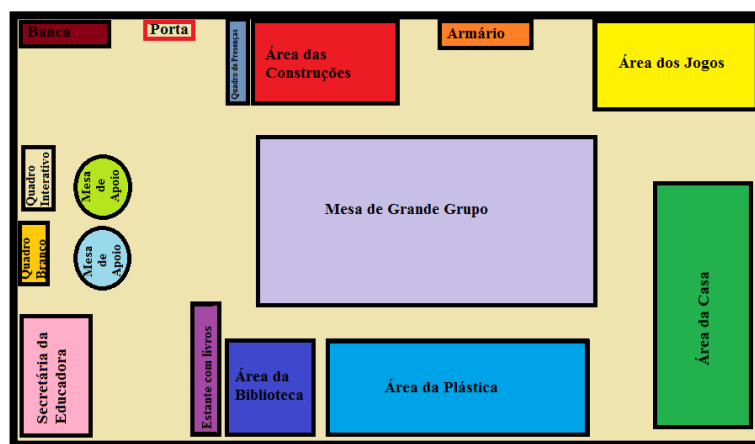 Banca
Porta
Quadro de Presenças
Área das
Construções
Armário
Área dos Jogos
Quadro
Interativo
Mesa
de
Apoio
Mesa de Grande Grupo
Quadro
Branco
Mesa
de
Apoio
Área da Casa
Secretária da
Educadora
Estante com livros
Área da
Biblioteca
Área da Plástica